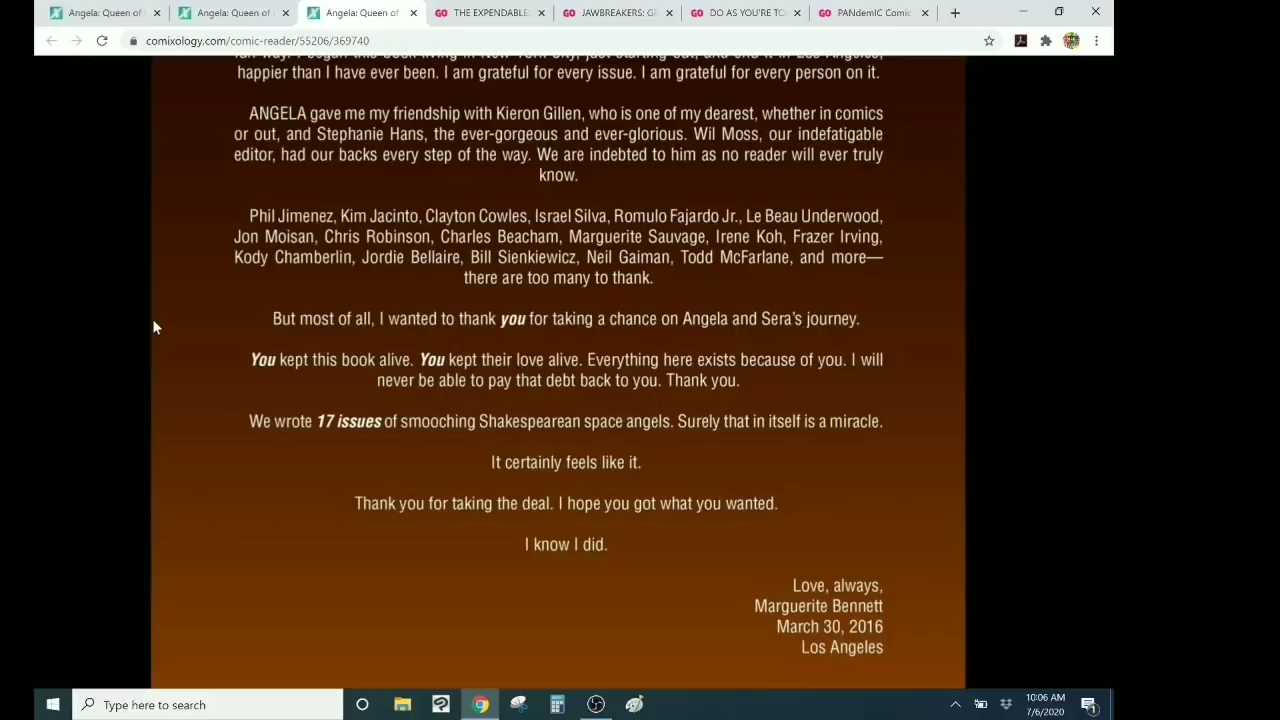 Angela: Queen of
Angela: Queen of
Angela: Queen of
THE EXPENDABLE
JAWBREAKERS: G
DO AS YOU'RE TO
PANdemIC Comic
comixology.com/comic-reader/55206/369740
happier than I have ever been. I am grateful for every issue. I am grateful for every person on it.
ANGELA gave me my friendship with Kieron Gillen, who is one of my dearest, whether in comics
or out, and Stephanie Hans, the ever-gorgeous and ever-glorious. Wil Moss, our indefatigable
editor, had our backs every step of the way. We are indebted to him as no reader will ever truly
know.
Phil Jimenez, Kim Jacinto, Clayton Cowles, Israel Silva, Romulo Fajardo Jr., Le Beau Underwood,
Jon Moisan, Chris Robinson, Charles Beacham, Marguerite Sauvage, Irene Koh, Frazer Irving,
Kody Chamberlin, Jordie Bellaire, Bill Sienkiewicz, Neil Gaiman, Todd McFarlane, and more—
there are too many to thank.
But most of all, I wanted to thank you for taking a chance on Angela and Sera's journey.
You kept this book alive. You kept their love alive. Everything here exists because of you. I will
never be able to pay that debt back to you. Thank you.
We wrote 17 issues of smooching Shakespearean space angels. Surely that in itself is a miracle.
It certainly feels like it.
Thank you for taking the deal. I hope you got what you wanted.
I know I did.
Love, always,
Marguerite Bennett
March 30, 2016
Los Angeles
Type here to search
10:06 AM
7/6/2020